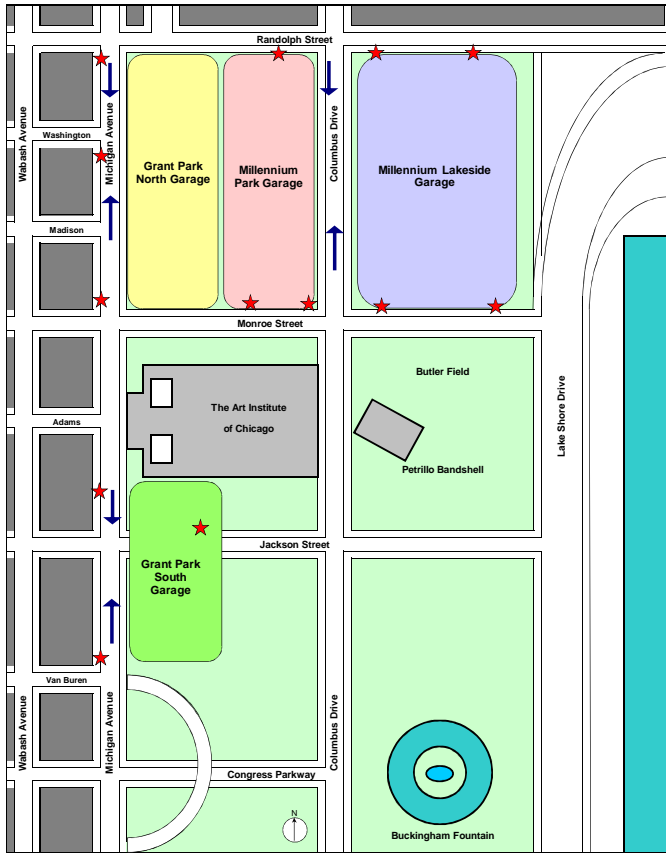 Randolph Street
Wabash Avenue
Michigan Avenue
Columbus Drive
Washington
Grant Park
North Garage
Millennium
Park Garage
Millennium Lakeside
Garage
Madison
Monroe Street
Butler Field
The Art Institute
of Chicago
Adams
Lake Shore Drive
Petrillo Bandshell
Jackson Street
Grant Park
South
Garage
Van Buren
Wabash Avenue
Michigan Avenue
Columbus Drive
Congress Parkway
N
Buckingham Fountain